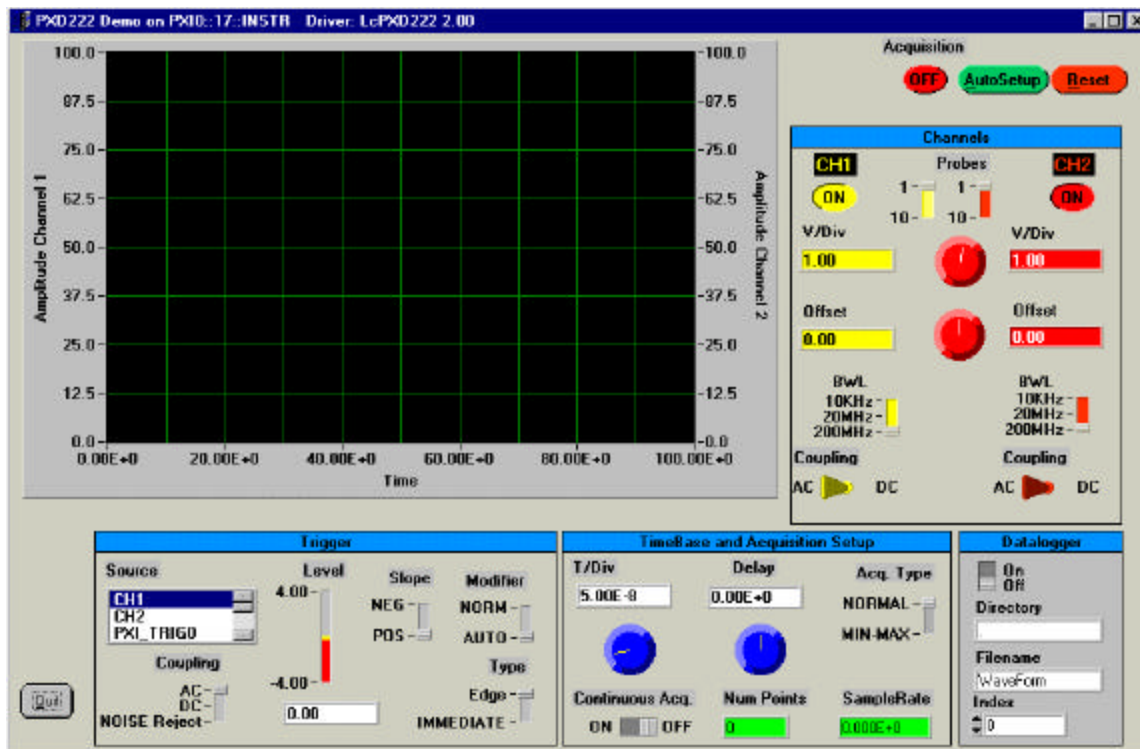 PXD222 Demo on PXI0::17::INSTR Driver: LcPXD222 2.00
100.0
87.5
75.0
62.5
50.0
37.5
25.0
12.5
0.0
Amplitude Channel 1
100.0
87.5
75.0
62.5
50.0
37.5
25.0
12.5
0.0
Amplitude Channel 2
0.00E+0 20.00E+0 40.00E+0 60.00E+0 80.00E+0 100.00E+0
Time
Acquisition
OFF AutoSetup Reset
Channels
CH1 Probes CH2
ON 1 1 ON
10 10
V/Div V/Div
1.00 1.00
Offset Offset
0.00 0.00
BWL BWL
10KHz 10KHz
20MHz 20MHz
200MHz 200MHz
Coupling Coupling
AC DC AC DC
Trigger
Source
CH1
CH2
PXI_TRIG0
Coupling
AC
DC
NOISE Reject
Level
4.00
-4.00
0.00
Slope
NEG
POS
Modifier
NORM
AUTO
Type
Edge
IMMEDIATE
TimeBase and Acquisition Setup
T/Div Delay Acq. Type
5.00E-8 0.00E+0 NORMAL
MIN-MAX
Continuous Acq. Num Points SampleRate
ON OFF 0 0.000E+0
Datalogger
On
Off
Directory
.
Filename
\WaveForm
Index
0
Quit